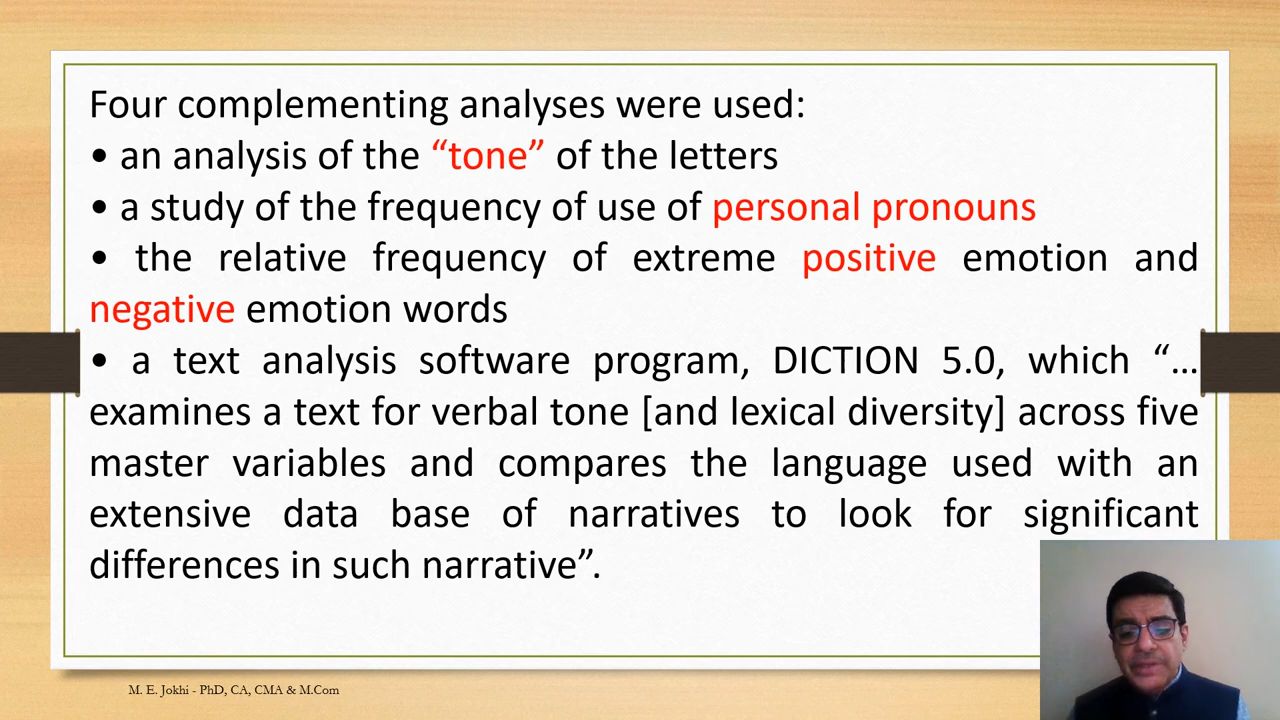 Four complementing analyses were used:
• an analysis of the “tone” of the letters
• a study of the frequency of use of personal pronouns
• the relative frequency of extreme positive emotion and
negative emotion words
• a text analysis software program, DICTION 5.0, which “…
examines a text for verbal tone [and lexical diversity] across five
master variables and compares the language used with an
extensive data base of narratives to look for significant
differences in such narrative”.
M. E. Jokhi - PhD, CA, CMA & M.Com